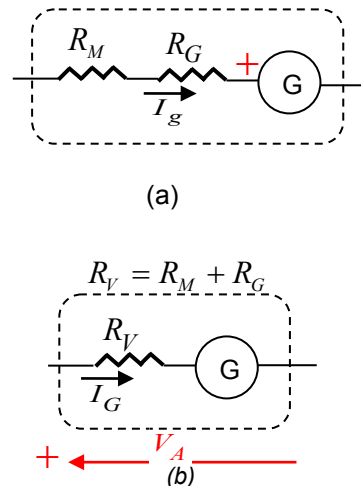 R_M R_G + G
I_g
(a)
R_V = R_M + R_G
R_V G
I_G
+ V_A
(b)